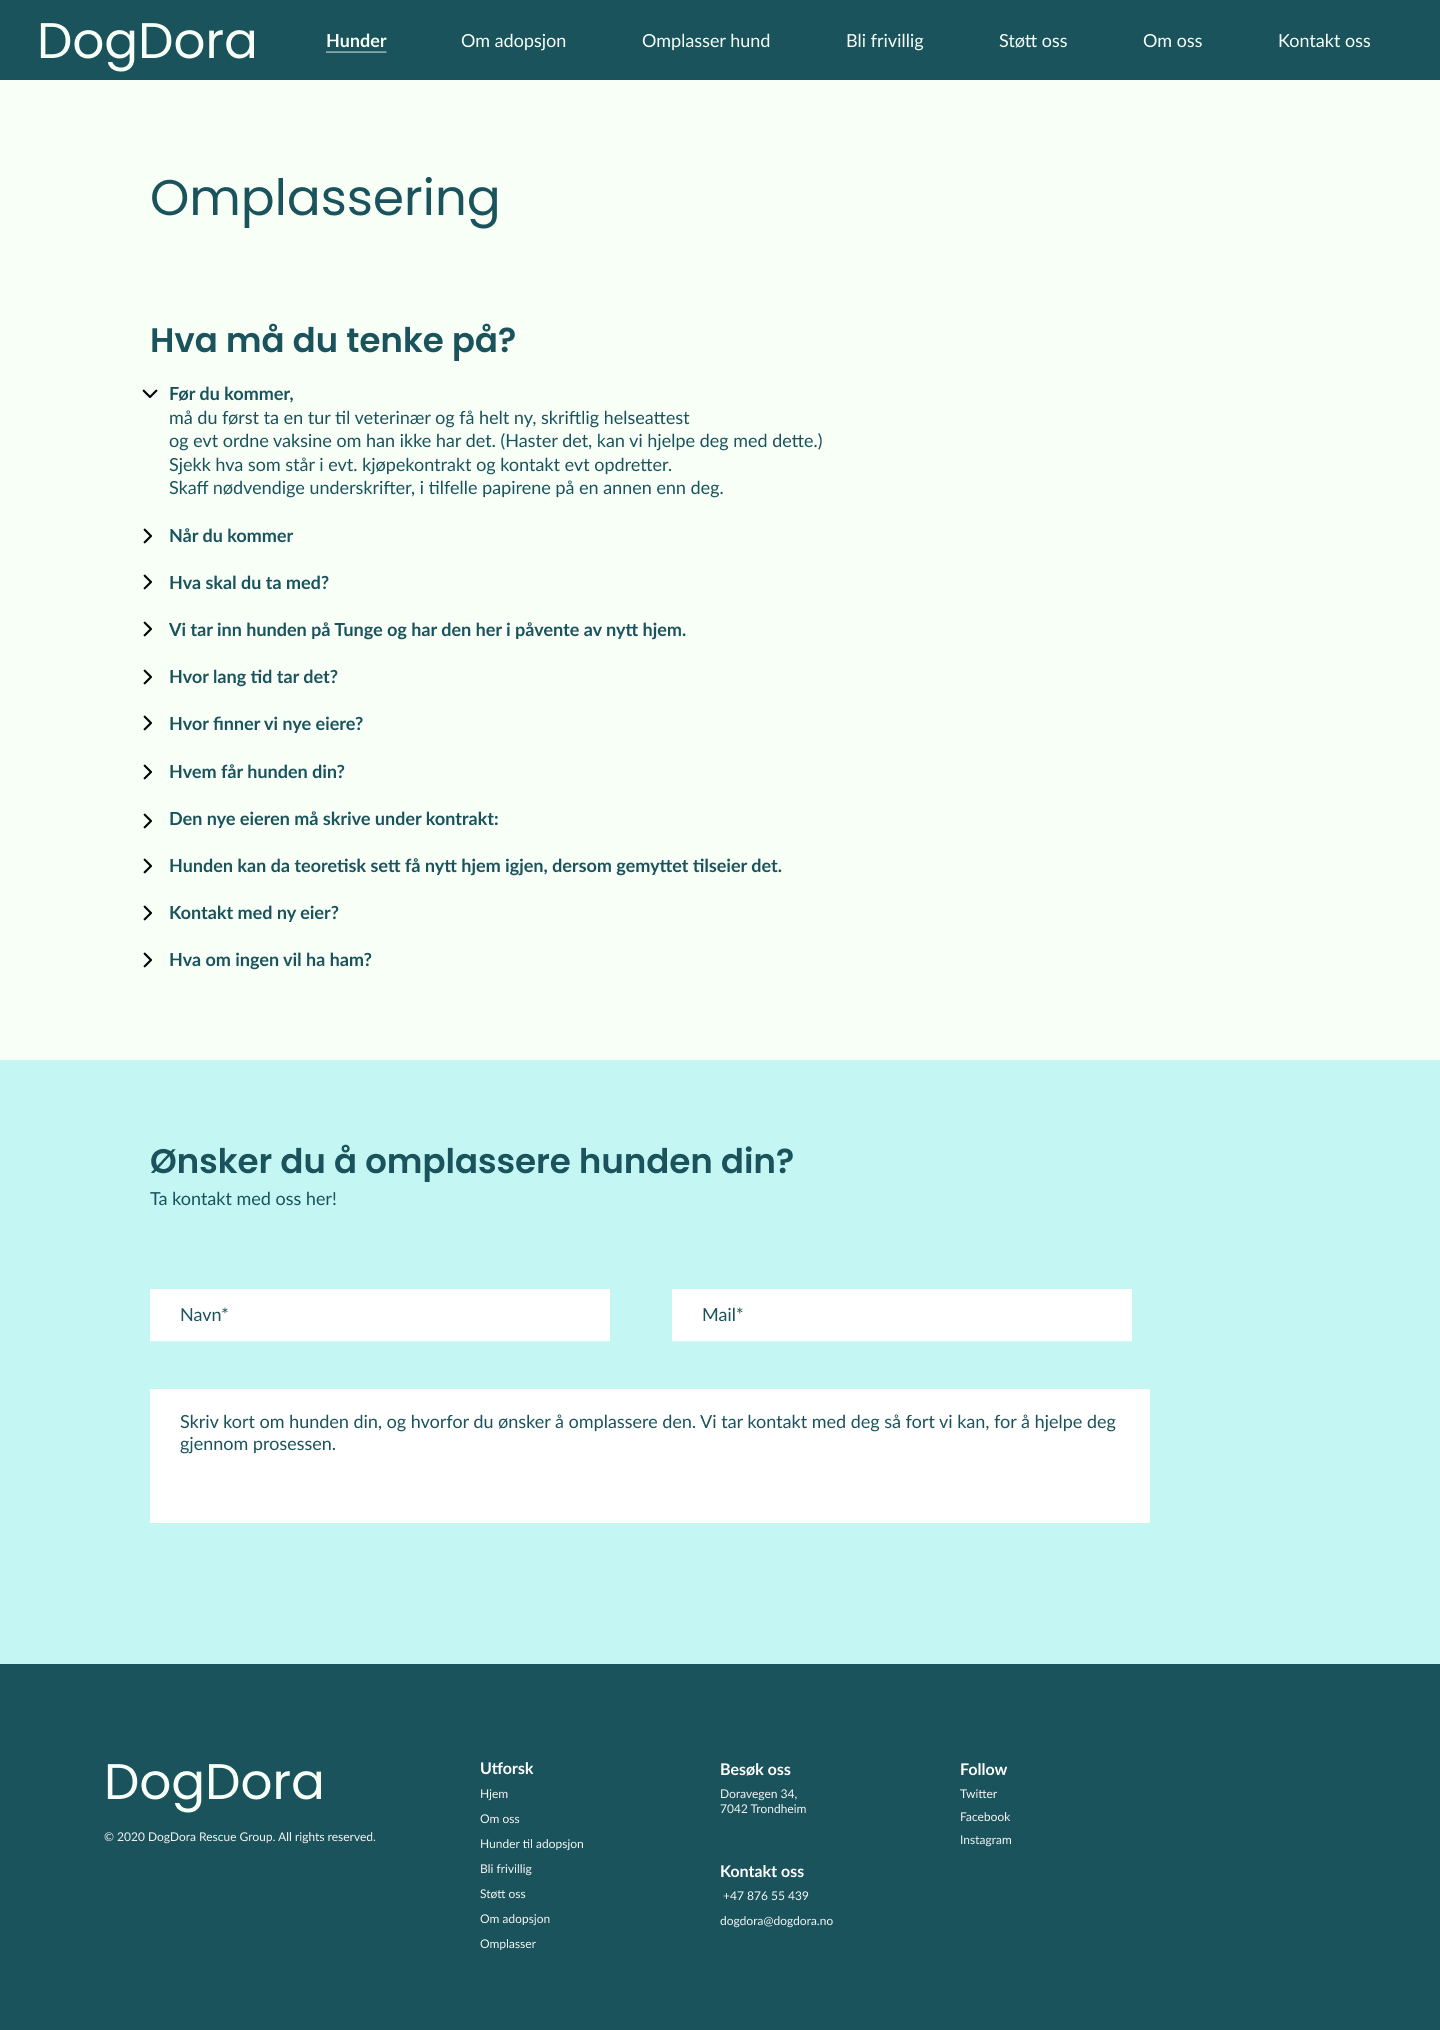 DogDora
Hunder
Om adopsjon
Omplasser hund
Bli frivillig
Støtt oss
Om oss
Kontakt oss
Omplassering
Hva må du tenke på?
Før du kommer,
må du først ta en tur til veterinær og få helt ny, skriftlig helseattest
og evt ordne vaksine om han ikke har det. (Haster det, kan vi hjelpe deg med dette.)
Sjekk hva som står i evt. kjøpekontrakt og kontakt evt opdretter.
Skaff nødvendige underskrifter, i tilfelle papirene på en annen enn deg.
Når du kommer
Hva skal du ta med?
Vi tar inn hunden på Tunge og har den her i påvente av nytt hjem.
Hvor lang tid tar det?
Hvor finner vi nye eiere?
Hvem får hunden din?
Den nye eieren må skrive under kontrakt:
Hunden kan da teoretisk sett få nytt hjem igjen, dersom gemyttet tilseier det.
Kontakt med ny eier?
Hva om ingen vil ha ham?
Ønsker du å omplassere hunden din?
Ta kontakt med oss her!
Navn*
Mail*
Skriv kort om hunden din, og hvorfor du ønsker å omplassere den. Vi tar kontakt med deg så fort vi kan, for å hjelpe deg
gjennom prosessen.
DogDora
© 2020 DogDora Rescue Group. All rights reserved.
Utforsk
Hjem
Om oss
Hunder til adopsjon
Bli frivillig
Støtt oss
Om adopsjon
Omplasser
Besøk oss
Doravegen 34,
7042 Trondheim
Kontakt oss
+47 876 55 439
dogdora@dogdora.no
Follow
Twitter
Facebook
Instagram